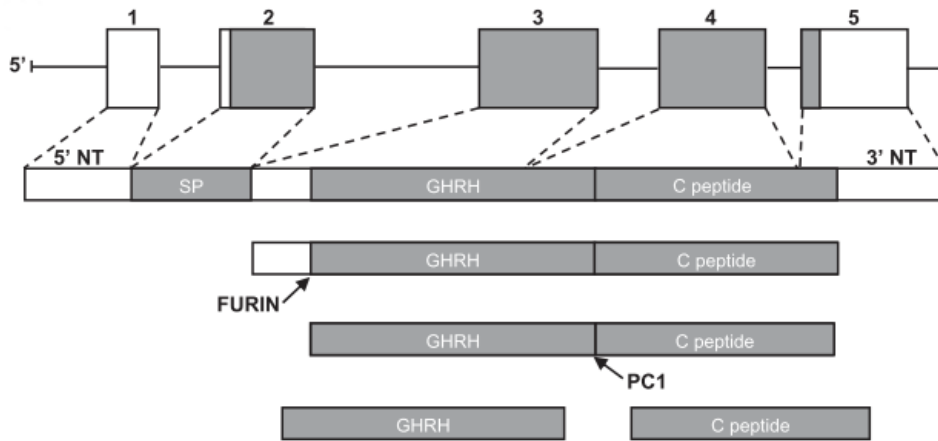 1 2 3 4 5
5'
5' NT 3' NT
SP GHRH C peptide
GHRH C peptide
FURIN
GHRH C peptide
PC1
GHRH C peptide